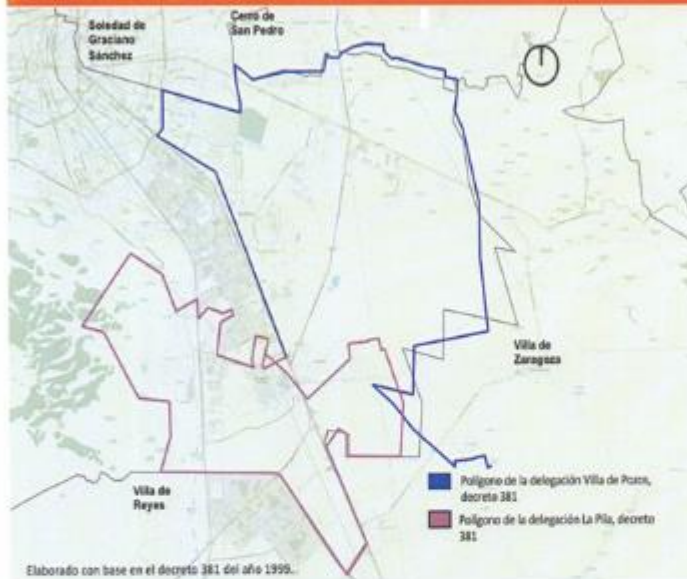 Soledad de
Graciano
Sánchez
Cerro de
San Pedro
Villa de
Zaragoza
Villa de
Reyes
Polígono de la delegación Villa de Pozos,
decreto 381
Polígono de la delegación La Pila, decreto
381
Elaborado con base en el decreto 381 del año 1999.